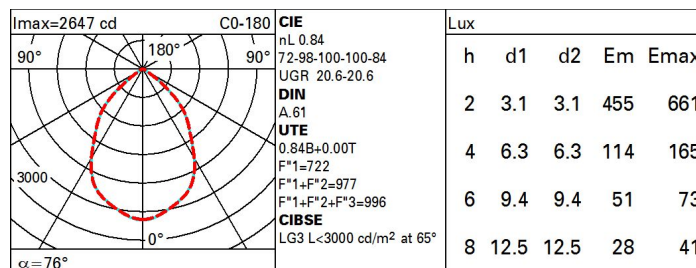 Imax=2647 cd C0-180
90° 180° 90°
3000
0°
α=76°
CIE
nL 0.84
72-98-100-100-84
UGR 20.6-20.6
DIN
A.61
UTE
0.84B+0.00T
F"1=722
F"1+F"2=977
F"1+F"2+F"3=996
CIBSE
LG3 L<3000 cd/m² at 65°
Lux
h d1 d2 Em Emax
2 3.1 3.1 455 661
4 6.3 6.3 114 165
6 9.4 9.4 51 73
8 12.5 12.5 28 41